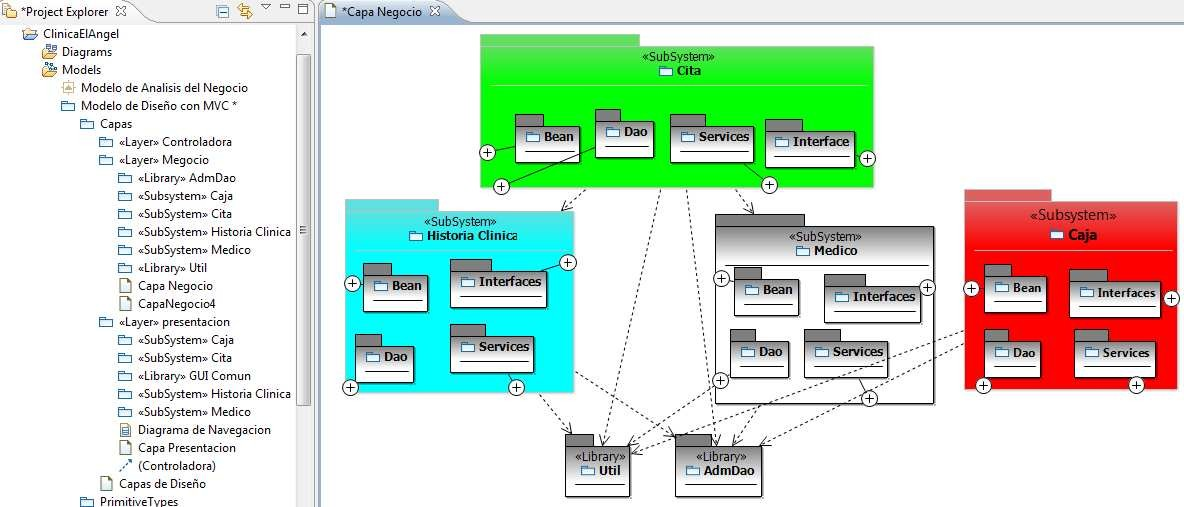 *Project Explorer
ClinicaElAngel
Diagrams
Models
Modelo de Analisis del Negocio
Modelo de Diseño con MVC *
Capas
«Layer» Controladora
«Layer» Megocio
«Library» AdmDao
«Subsystem» Caja
«SubSystem» Cita
«SubSystem» Historia Clinica
«SubSystem» Medico
«Library» Util
Capa Negocio
CapaNegocio4
«Layer» presentacion
«SubSystem» Caja
«SubSystem» Cita
«Library» GUI Comun
«SubSystem» Historia Clinica
«SubSystem» Medico
Diagrama de Navegacion
Capa Presentacion
(Controladora)
Capas de Diseño
PrimitiveTypes
*Capa Negocio
«SubSystem»
Cita
Bean
Dao
Services
Interface
«SubSystem»
Historia Clinica
Bean
Interfaces
Dao
Services
«SubSystem»
Medico
Bean
Interfaces
Dao
Services
«Subsystem»
Caja
Bean
Interfaces
Dao
Services
«Library»
Util
«Library»
AdmDao